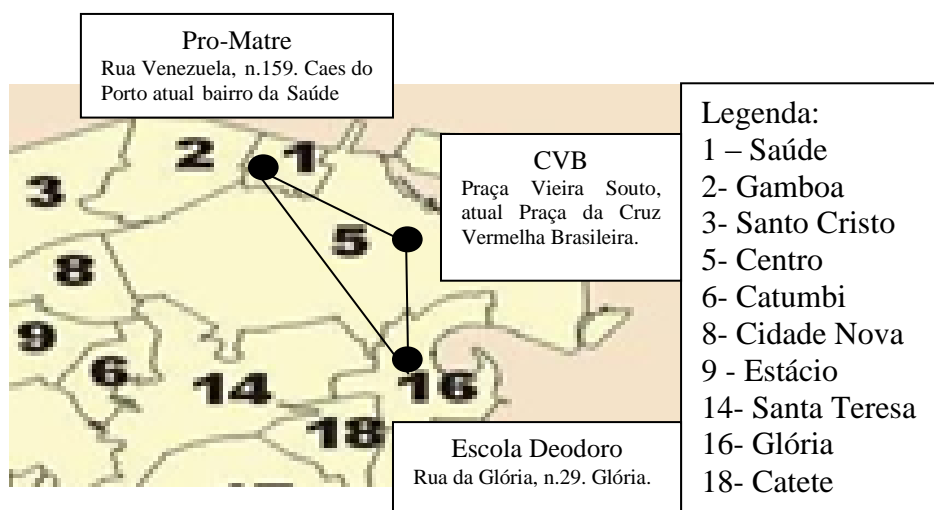 Pro-Matre
Rua Venezuela, n.159. Caes do
Porto atual bairro da Saúde
CVB
Praça Vieira Souto,
atual Praça da Cruz
Vermelha Brasileira.
Legenda:
1 – Saúde
2- Gamboa
3- Santo Cristo
5- Centro
6- Catumbi
8- Cidade Nova
9 - Estácio
14- Santa Teresa
16- Glória
18- Catete
2
1
3
5
8
9
6
14
16
18
Escola Deodoro
Rua da Glória, n.29. Glória.